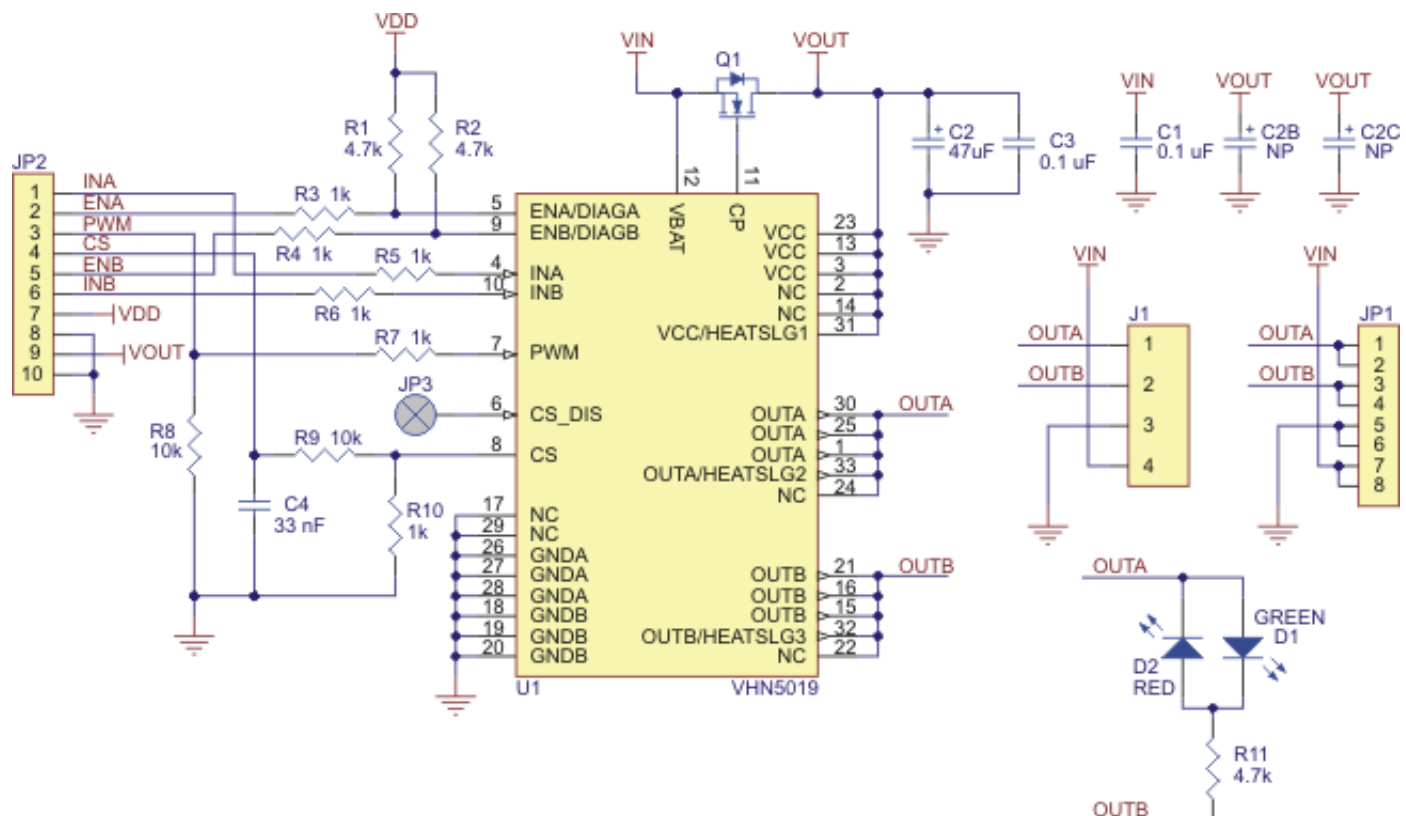 VDD
VIN
VOUT
Q1
VIN
VOUT
VOUT
R1
4.7k
R2
4.7k
C2
47uF
C3
0.1 uF
C1
0.1 uF
C2B
NP
C2C
NP
JP2
1 INA
2 ENA
3 PWM
4 CS
5 ENB
6 INB
7 VDD
8
9 VOUT
10
R3 1k
R4 1k
R5 1k
R6 1k
R7 1k
JP3
R8
10k
R9 10k
C4
33 nF
R10
1k
12 VBAT
11 CP
5 ENA/DIAGA
9 ENB/DIAGB
4 INA
10 INB
7 PWM
6 CS_DIS
8 CS
17 NC
29 NC
26 GNDA
27 GNDA
28 GNDA
18 GNDB
19 GNDB
20 GNDB
VCC 23
VCC 13
VCC 3
NC 2
NC 14
VCC/HEATSLG1 31
OUTA 30 OUTA
OUTA 25
OUTA 1
OUTA/HEATSLG2 33
NC 24
OUTB 21 OUTB
OUTB 16
OUTB 15
OUTB/HEATSLG3 32
NC 22
U1
VHN5019
VIN
J1
OUTA 1
OUTB 2
3
4
VIN
JP1
OUTA 1
2
OUTB 3
4
5
6
7
8
OUTA
GREEN
D1
D2
RED
R11
4.7k
OUTB